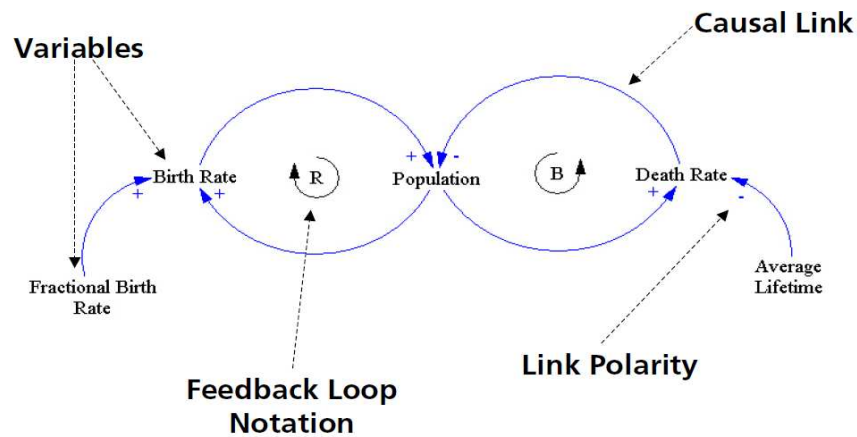 Causal Link
Variables
+ -
Birth Rate
R
Population
B
Death Rate
+ +
+ -
Fractional Birth
Rate
Average
Lifetime
Link Polarity
Feedback Loop
Notation